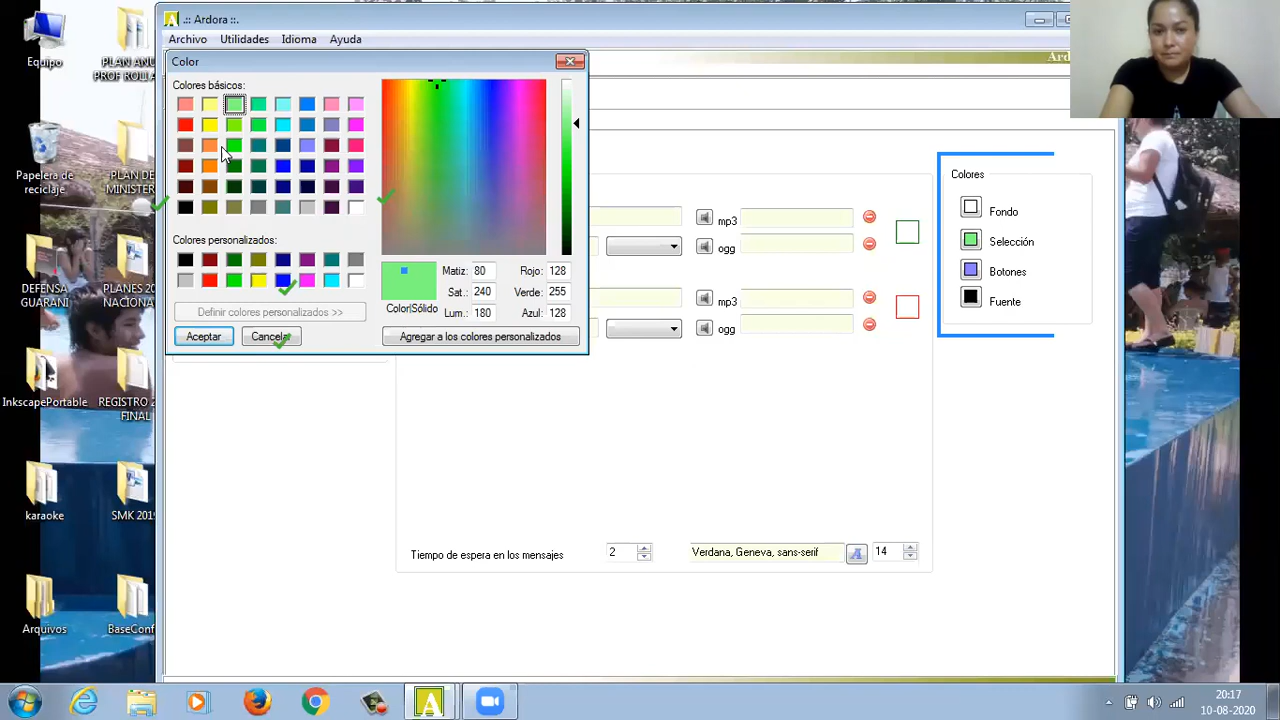 Equipo
PLAN ANU
PROF ROLLA
Papelera de
reciclaje
PLAN DE
MINISTER
DEFENSA
GUARANI
PLANES 20
NACIONA
InkscapePortable
REGISTRO 2
FINAL
karaoke
SMK 2019
Arquivos
BaseConf
.:: Ardora ::.
Archivo Utilidades Idioma Ayuda
Color
Colores básicos:
Colores personalizados:
Definir colores personalizados >>
Aceptar Cancelar
Color|Sólido
Matiz: 80 Rojo: 128
Sat.: 240 Verde: 255
Lum.: 180 Azul: 128
Agregar a los colores personalizados
mp3
ogg
mp3
ogg
Colores
Fondo
Selección
Botones
Fuente
Tiempo de espera en los mensajes 2 Verdana, Geneva, sans-serif A 14
20:17
10-08-2020